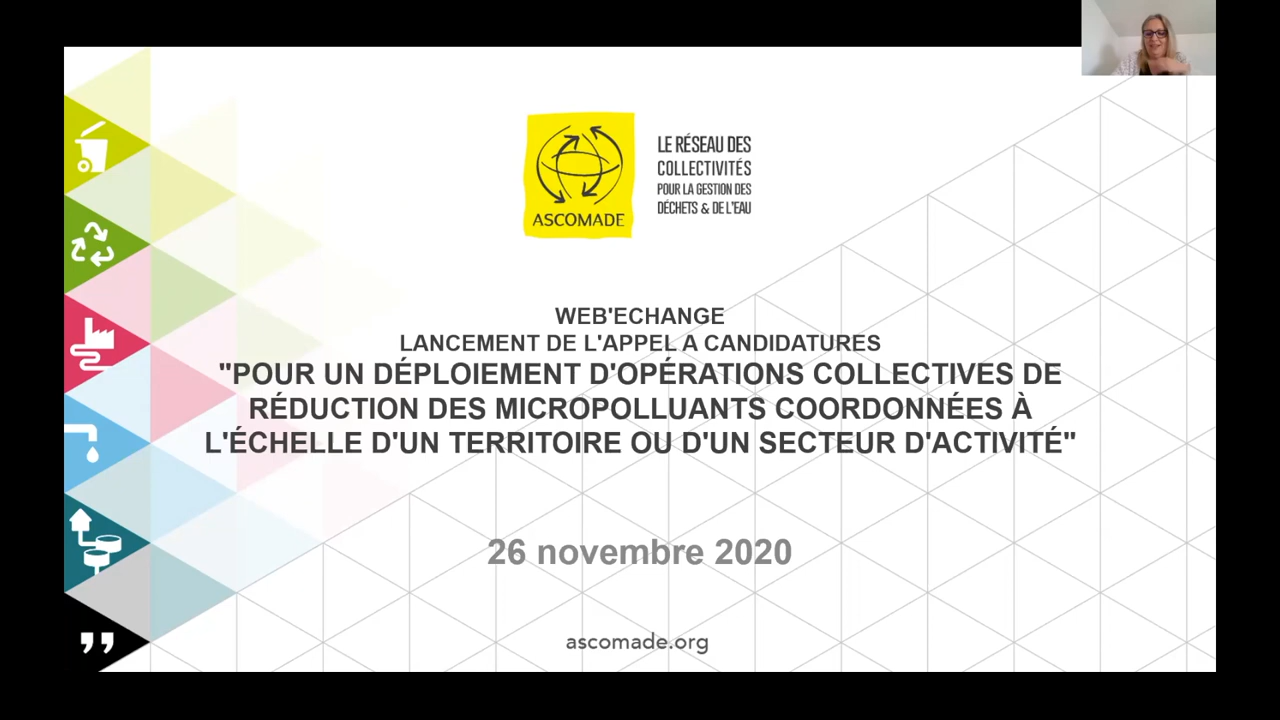 ASCOMADE
LE RÉSEAU DES
COLLECTIVITÉS
POUR LA GESTION DES
DÉCHETS & DE L'EAU
WEB'ECHANGE
LANCEMENT DE L'APPEL A CANDIDATURES
"POUR UN DÉPLOIEMENT D'OPÉRATIONS COLLECTIVES DE
RÉDUCTION DES MICROPOLLUANTS COORDONNÉES À
L'ÉCHELLE D'UN TERRITOIRE OU D'UN SECTEUR D'ACTIVITÉ"
26 novembre 2020
ascomade.org